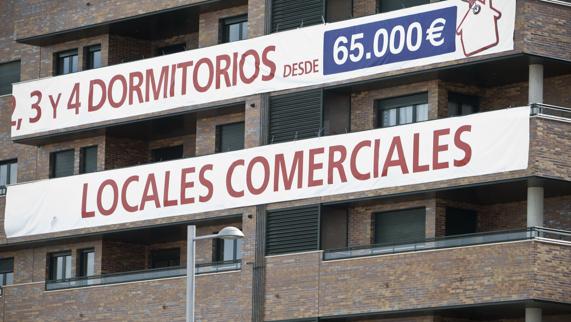 2, 3 Y 4 DORMITORIOS DESDE 65.000 €
LOCALES COMERCIALES